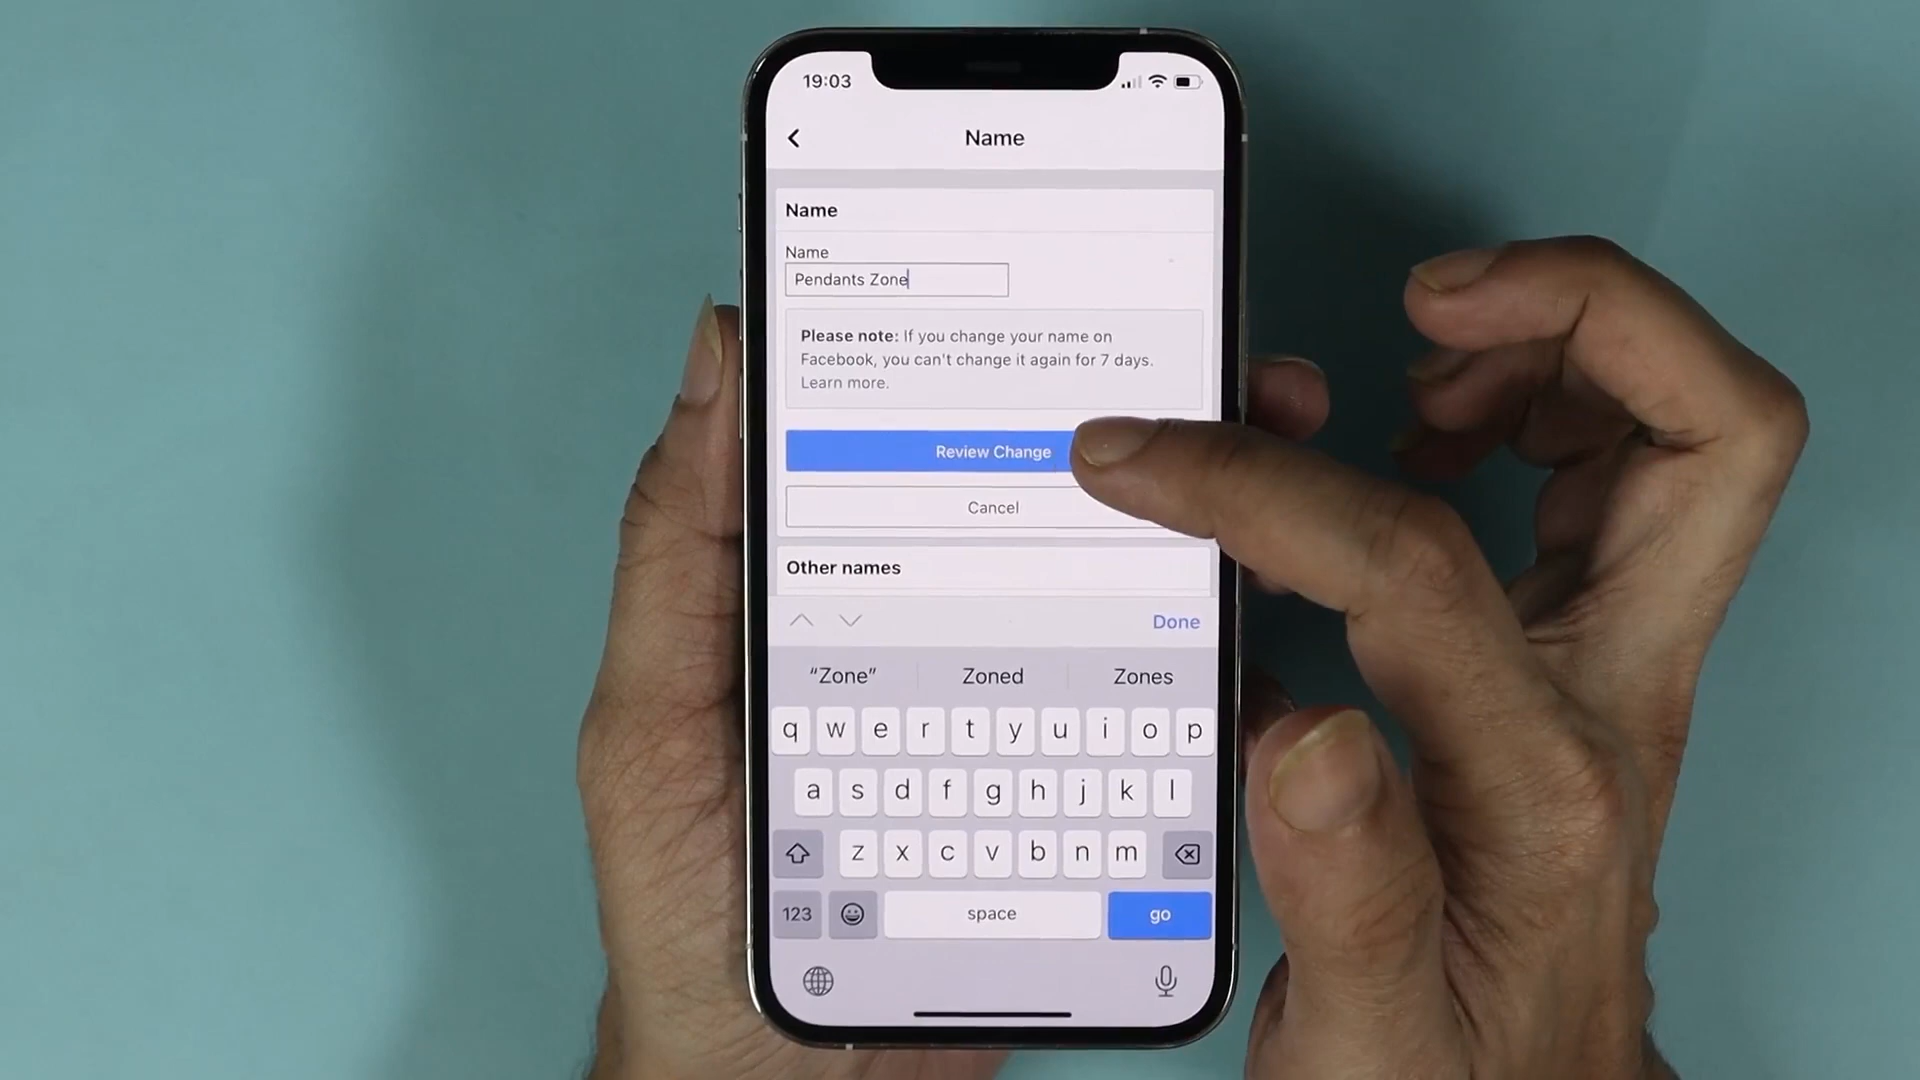 19:03
Name
Name
Name
Pendants Zone
Please note: If you change your name on
Facebook, you can't change it again for 7 days.
Learn more.
Review Change
Cancel
Other names
Done
“Zone” Zoned Zones
q w e r t y u i o p
a s d f g h j k l
z x c v b n m
123 space go